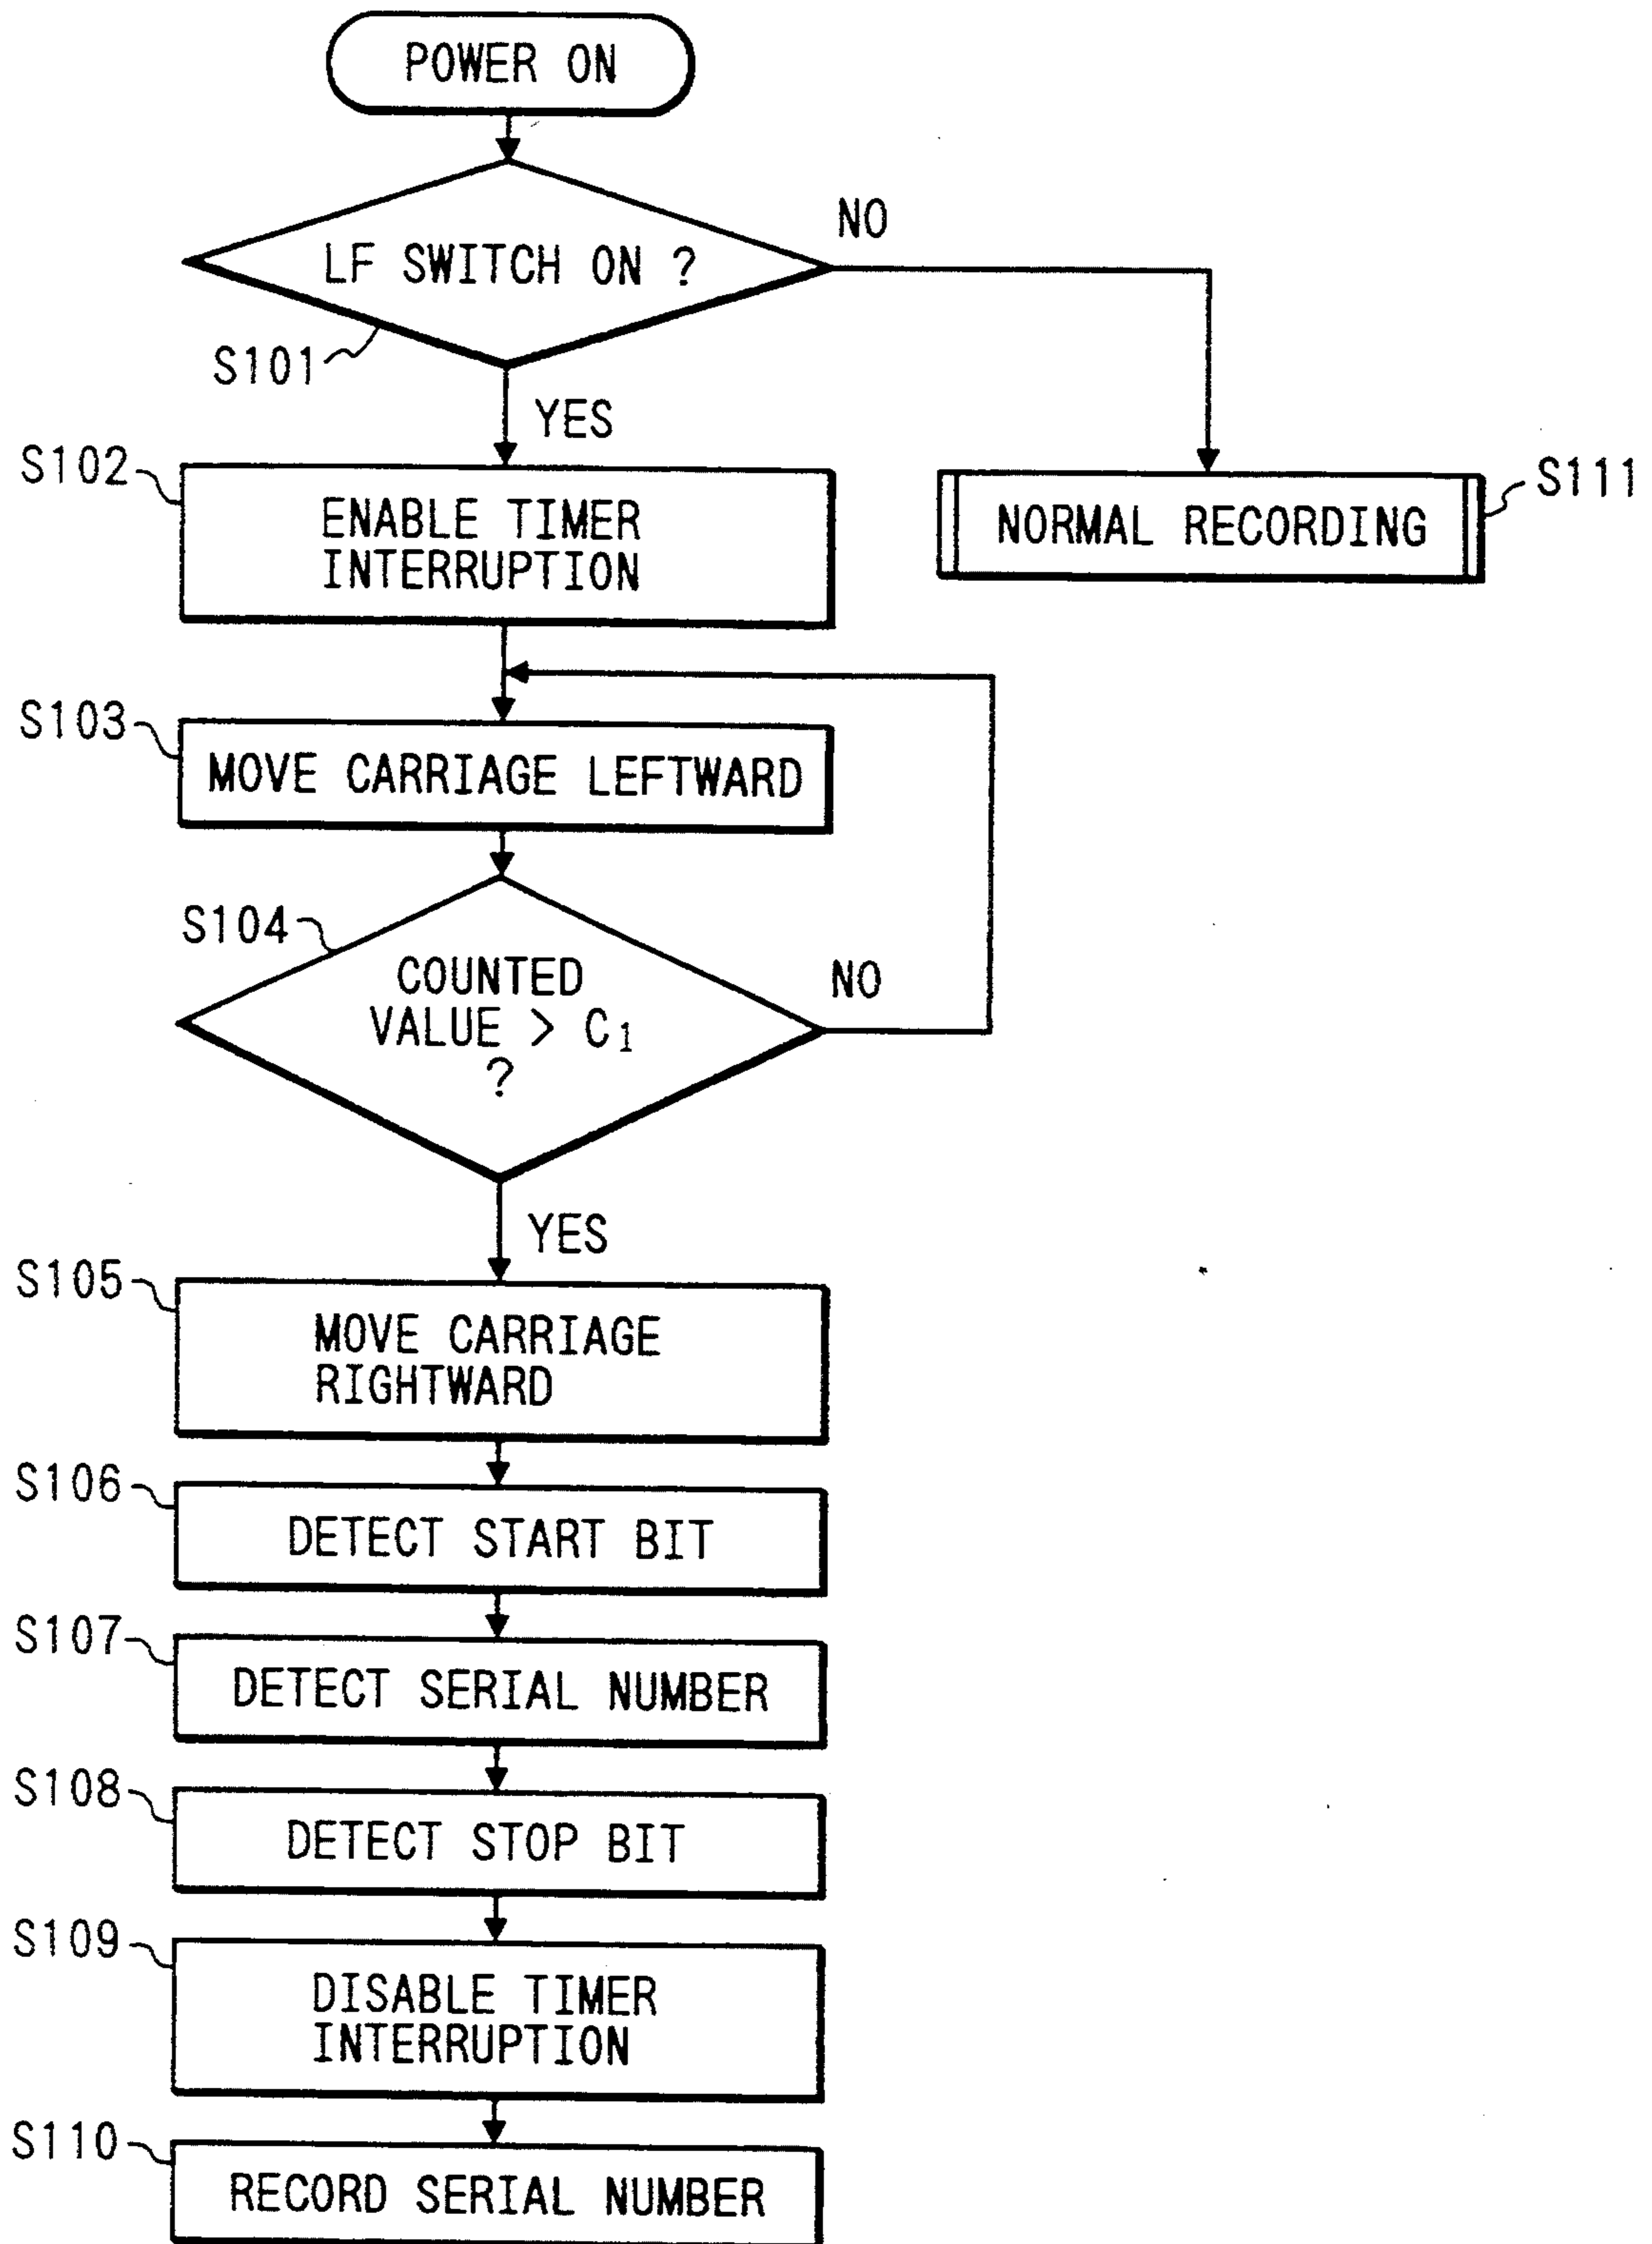 POWER ON
LF SWITCH ON ?
NO
S101
YES
S102
ENABLE TIMER
INTERRUPTION
NORMAL RECORDING
S111
S103
MOVE CARRIAGE LEFTWARD
S104
COUNTED
VALUE > C₁
?
NO
YES
S105
MOVE CARRIAGE
RIGHTWARD
S106
DETECT START BIT
S107
DETECT SERIAL NUMBER
S108
DETECT STOP BIT
S109
DISABLE TIMER
INTERRUPTION
S110
RECORD SERIAL NUMBER